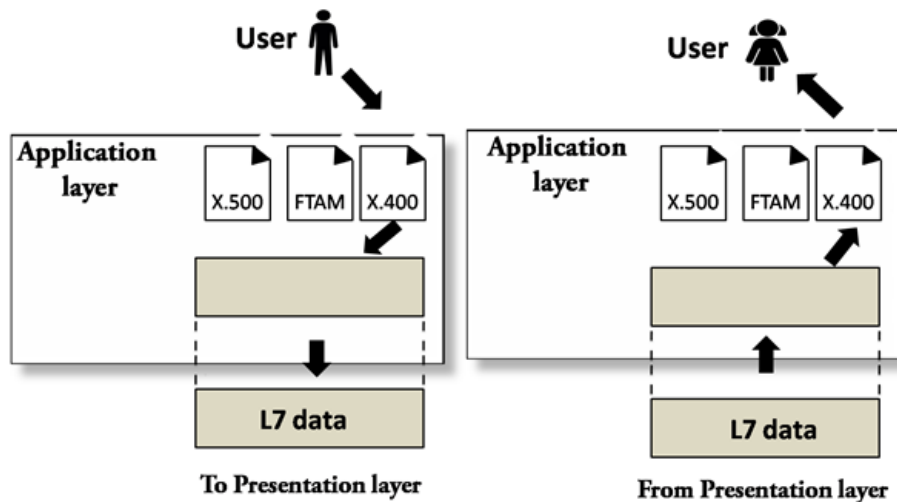 User
Application
layer
X.500 FTAM X.400
L7 data
To Presentation layer
User
Application
layer
X.500 FTAM X.400
L7 data
From Presentation layer